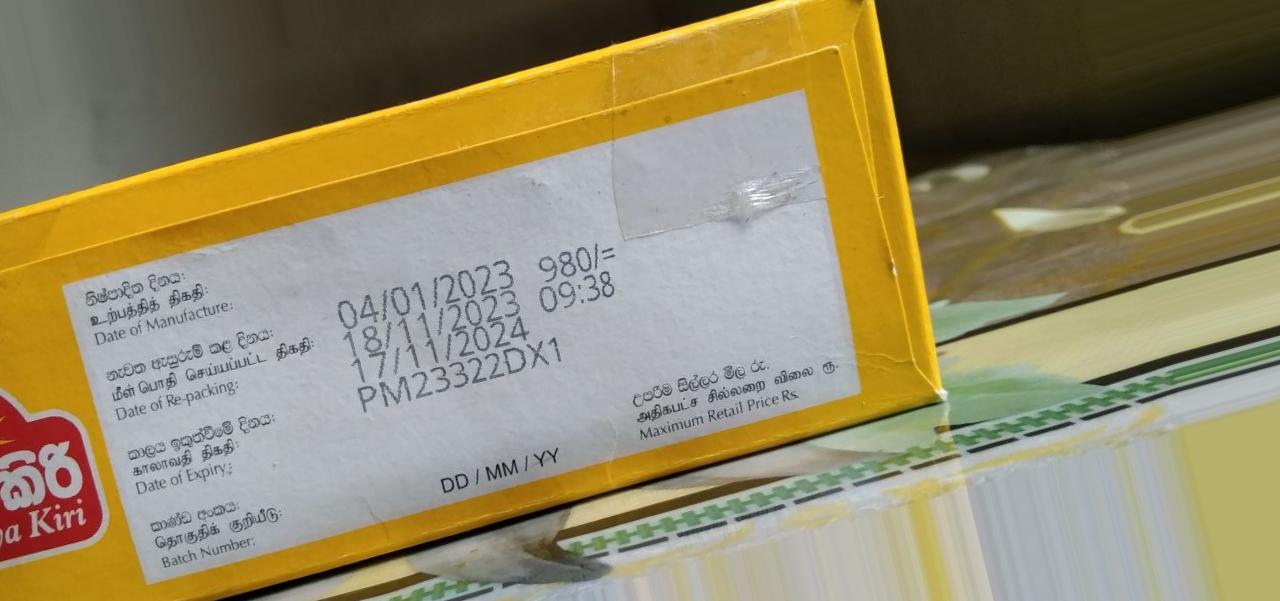 නිෂ්පාදිත දිනය:
உற்பத்தித் திகதி:
Date of Manufacture:
නැවත ඇසුරුම් කළ දිනය:
மீள்பொதி செய்யப்பட்ட திகதி:
Date of Re-packing:
කාලය ඉකුත්වීමේ දිනය:
காலாவதி திகதி:
Date of Expiry:
කාණ්ඩ අංකය:
தொகுதிக் குறியீடு:
Batch Number:
04/01/2023 980/=
18/11/2023 09:38
17/11/2024
PM23322DX1
DD / MM / YY
උපරිම සිල්ලර මිල රු.
அதிகபட்ச சில்லறை விலை ரூ.
Maximum Retail Price Rs.
කිරි
Kiri